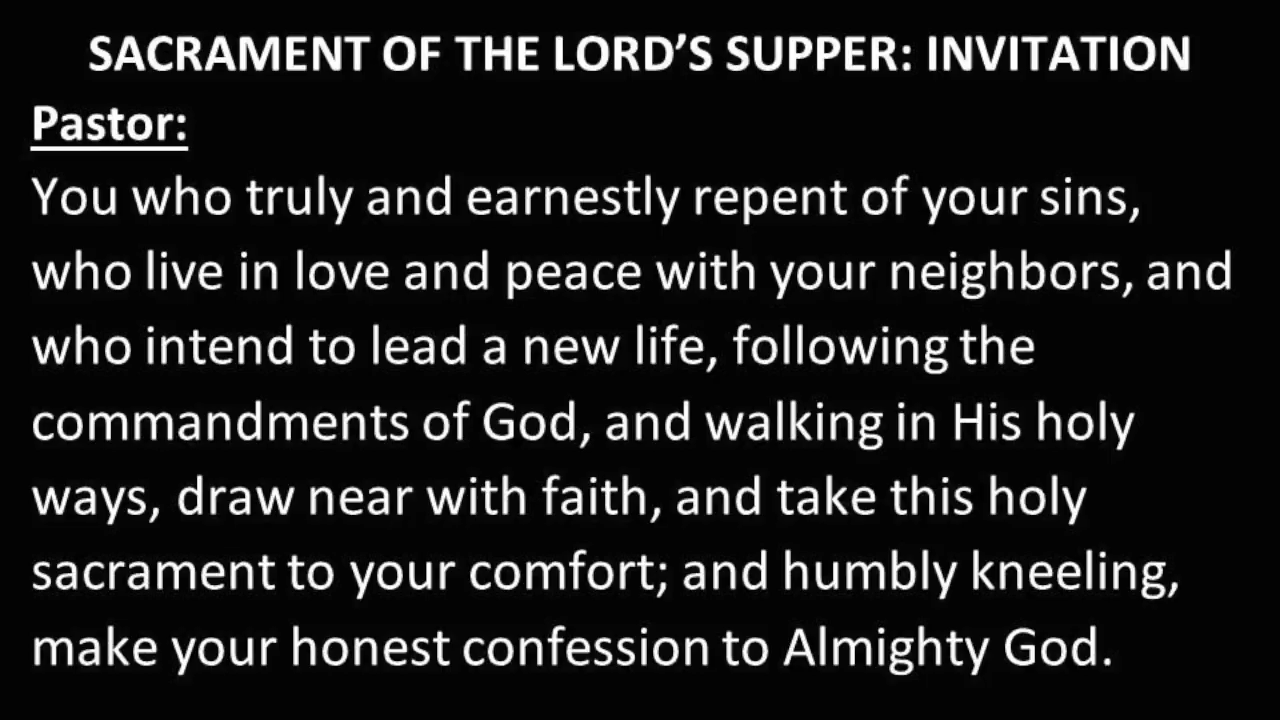 SACRAMENT OF THE LORD’S SUPPER: INVITATION
Pastor:
You who truly and earnestly repent of your sins,
who live in love and peace with your neighbors, and
who intend to lead a new life, following the
commandments of God, and walking in His holy
ways, draw near with faith, and take this holy
sacrament to your comfort; and humbly kneeling,
make your honest confession to Almighty God.